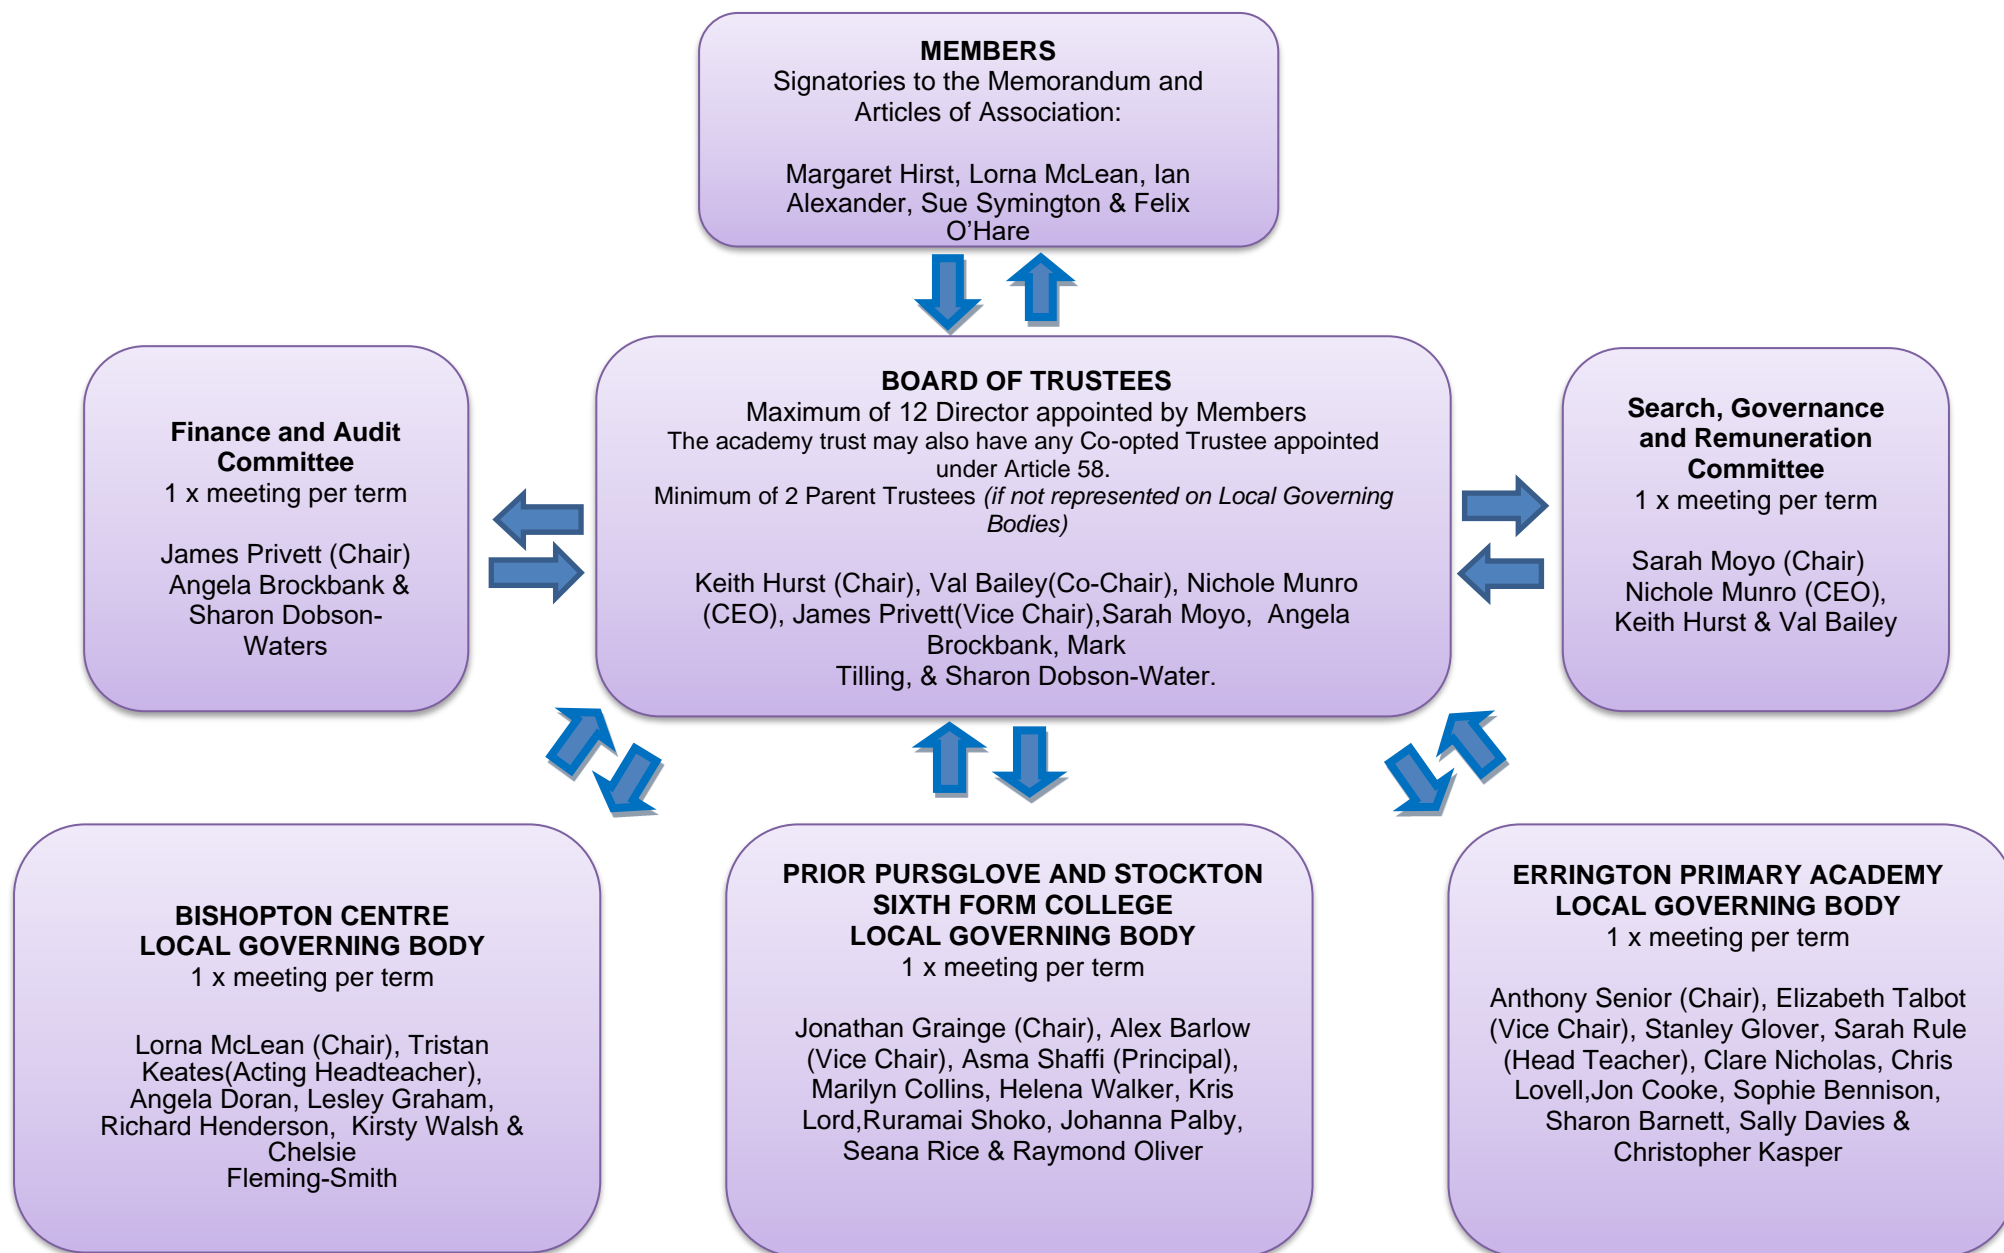 MEMBERS
Signatories to the Memorandum and
Articles of Association:
Margaret Hirst, Lorna McLean, Ian
Alexander, Sue Symington & Felix
O’Hare
Finance and Audit
Committee
1 x meeting per term
James Privett (Chair)
Angela Brockbank &
Sharon Dobson-
Waters
BOARD OF TRUSTEES
Maximum of 12 Director appointed by Members
The academy trust may also have any Co-opted Trustee appointed
under Article 58.
Minimum of 2 Parent Trustees (if not represented on Local Governing
Bodies)
Keith Hurst (Chair), Val Bailey(Co-Chair), Nichole Munro
(CEO), James Privett(Vice Chair),Sarah Moyo,  Angela
Brockbank, Mark
Tilling, & Sharon Dobson-Water.
Search, Governance
and Remuneration
Committee
1 x meeting per term
Sarah Moyo (Chair)
Nichole Munro (CEO),
Keith Hurst & Val Bailey
BISHOPTON CENTRE
LOCAL GOVERNING BODY
1 x meeting per term
Lorna McLean (Chair), Tristan
Keates(Acting Headteacher),
Angela Doran, Lesley Graham,
Richard Henderson,  Kirsty Walsh &
Chelsie
Fleming-Smith
PRIOR PURSGLOVE AND STOCKTON
SIXTH FORM COLLEGE
LOCAL GOVERNING BODY
1 x meeting per term
Jonathan Grainge (Chair), Alex Barlow
(Vice Chair), Asma Shaffi (Principal),
Marilyn Collins, Helena Walker, Kris
Lord,Ruramai Shoko, Johanna Palby,
Seana Rice & Raymond Oliver
ERRINGTON PRIMARY ACADEMY
LOCAL GOVERNING BODY
1 x meeting per term
Anthony Senior (Chair), Elizabeth Talbot
(Vice Chair), Stanley Glover, Sarah Rule
(Head Teacher), Clare Nicholas, Chris
Lovell,Jon Cooke, Sophie Bennison,
Sharon Barnett, Sally Davies &
Christopher Kasper